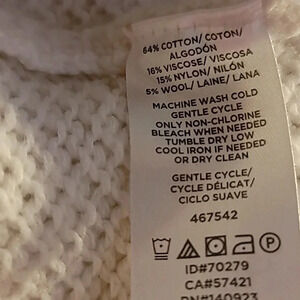 64% COTTON/ COTON/
ALGODÓN
16% VISCOSE/ VISCOSA
15% NYLON/ NILÓN
5% WOOL/ LAINE/ LANA
MACHINE WASH COLD
GENTLE CYCLE
ONLY NON-CHLORINE
BLEACH WHEN NEEDED
TUMBLE DRY LOW
COOL IRON IF NEEDED
OR DRY CLEAN
GENTLE CYCLE/
CYCLE DÉLICAT/
CICLO SUAVE
467542
P
ID#70279
CA#57421
RN#140923